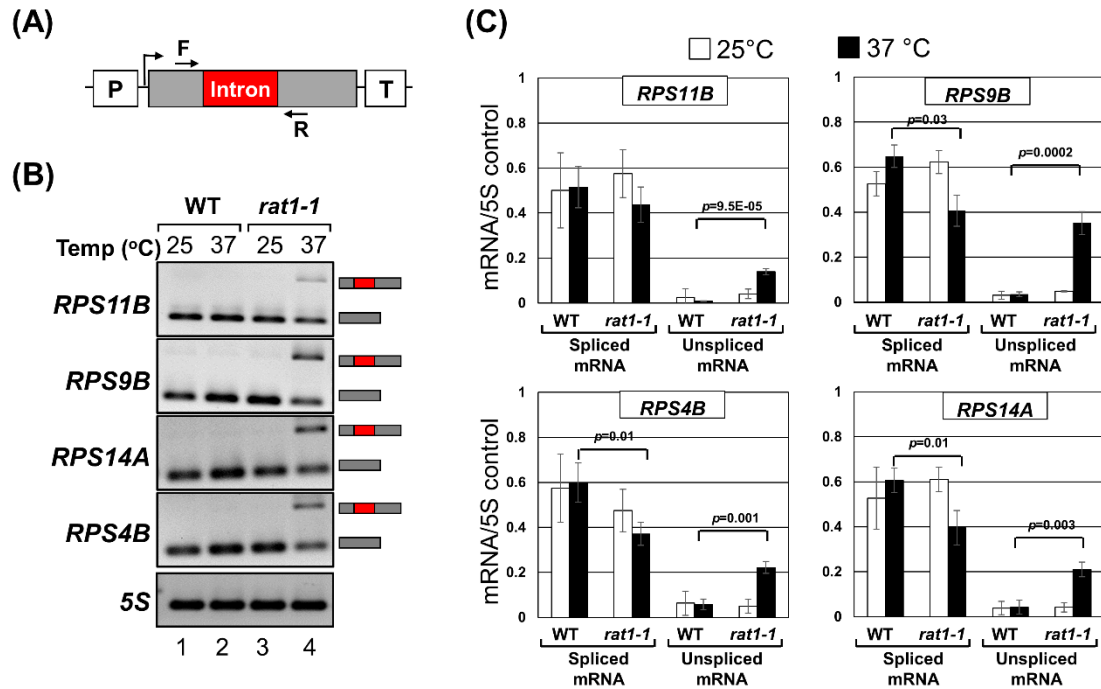 (A)
P
F
Intron
R
T
(B)
WT rat1-1
Temp (°C) 25 37 25 37
RPS11B
RPS9B
RPS14A
RPS4B
5S
1 2 3 4
(C)
25°C 37 °C
RPS11B
mRNA/5S control
1
0.8
0.6
0.4
0.2
0
p=9.5E-05
WT rat1-1 WT rat1-1
Spliced mRNA
Unspliced mRNA
RPS9B
1
0.8
0.6
0.4
0.2
0
p=0.03
p=0.0002
WT rat1-1 WT rat1-1
Spliced mRNA
Unspliced mRNA
RPS4B
mRNA/5S control
1
0.8
0.6
0.4
0.2
0
p=0.01
p=0.001
WT rat1-1 WT rat1-1
Spliced mRNA
Unspliced mRNA
RPS14A
1
0.8
0.6
0.4
0.2
0
p=0.01
p=0.003
WT rat1-1 WT rat1-1
Spliced mRNA
Unspliced mRNA